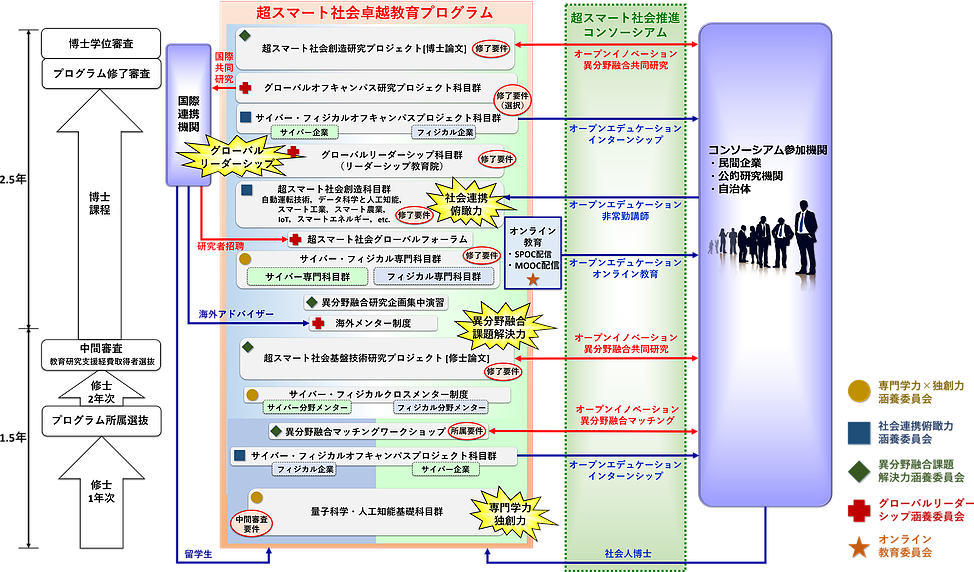 超スマート社会卓越教育プログラム
超スマート社会推進
コンソーシアム
博士学位審査
プログラム修了審査
2.5年
博士
課程
中間審査
教育研究支援経費取得者選抜
修士
2年次
プログラム所属選抜
1.5年
修士
1年次
国際
連携
機関
国際
共同
研究
研究者招聘
海外アドバイザー
留学生
超スマート社会創造研究プロジェクト[博士論文]
修了要件
グローバルオフキャンパス研究プロジェクト科目群
修了要件
(選択)
サイバー・フィジカルオフキャンパスプロジェクト科目群
サイバー企業
フィジカル企業
グローバル
リーダーシップ
グローバルリーダーシップ科目群
(リーダーシップ教育院)
修了要件
超スマート社会創造科目群
自動運転技術，データ科学と人工知能，
スマート工業，スマート農業，
IoT，スマートエネルギー，etc.
修了要件
社会連携
俯瞰力
超スマート社会グローバルフォーラム
サイバー・フィジカル専門科目群
修了要件
サイバー専門科目群
フィジカル専門科目群
オンライン
教育
・SPOC配信
・MOOC配信
異分野融合研究企画集中演習
海外メンター制度
異分野融合
課題解決力
超スマート社会基盤技術研究プロジェクト [修士論文]
修了要件
サイバー・フィジカルクロスメンター制度
サイバー分野メンター
フィジカル分野メンター
異分野融合マッチングワークショップ
所属要件
サイバー・フィジカルオフキャンパスプロジェクト科目群
フィジカル企業
サイバー企業
量子科学・人工知能基礎科目群
中間審査
要件
専門学力
独創力
オープンイノベーション
異分野融合共同研究
オープンエデュケーション
インターンシップ
オープンエデュケーション
非常勤講師
オープンエデュケーション
オンライン教育
オープンイノベーション
異分野融合共同研究
オープンイノベーション
異分野融合マッチング
オープンエデュケーション
インターンシップ
社会人博士
コンソーシアム参加機関
・民間企業
・公的研究機関
・自治体
専門学力×独創力
涵養委員会
社会連携俯瞰力
涵養委員会
異分野融合課題
解決力涵養委員会
グローバルリーダー
シップ涵養委員会
オンライン
教育委員会